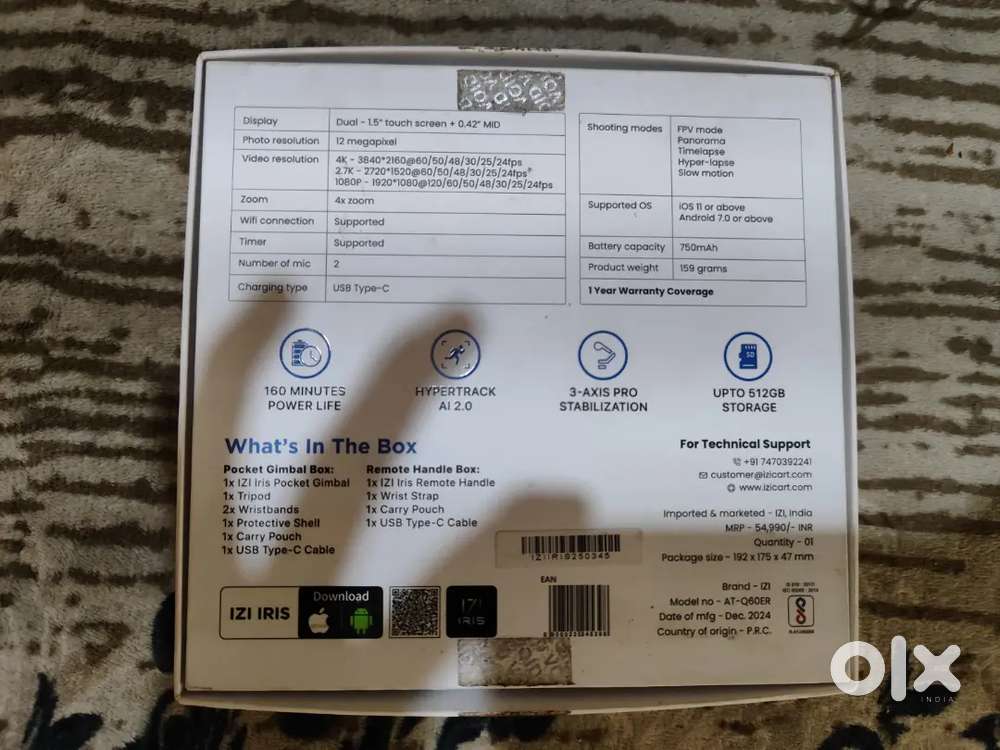 Display Dual - 1.5" touch screen + 0.42" MID
Photo resolution 12 megapixel
Video resolution 4K - 3840*2160@60/50/48/30/25/24fps
2.7K - 2720*1520@60/50/48/30/25/24fps
1080P - 1920*1080@120/60/50/48/30/25/24fps
Zoom 4x zoom
Wifi connection Supported
Timer Supported
Number of mic 2
Charging type USB Type-C
Shooting modes FPV mode
Panorama
Timelapse
Hyper-lapse
Slow motion
Supported OS iOS 11 or above
Android 7.0 or above
Battery capacity 750mAh
Product weight 159 grams
1 Year Warranty Coverage
160 MINUTES
POWER LIFE
HYPERTRACK
AI 2.0
3-AXIS PRO
STABILIZATION
SD
UPTO 512GB
STORAGE
What's In The Box
Pocket Gimbal Box:
1x IZI Iris Pocket Gimbal
1x Tripod
2x Wristbands
1x Protective Shell
1x Carry Pouch
1x USB Type-C Cable
Remote Handle Box:
1x IZI Iris Remote Handle
1x Wrist Strap
1x Carry Pouch
1x USB Type-C Cable
For Technical Support
+91 7470392241
customer@izicart.com
www.izicart.com
Imported & marketed - IZI, India
MRP - 54,990/- INR
Quantity - 01
Package size - 192 x 175 x 47 mm
IZIIRIS250345
EAN
IZI IRIS
Download
IZI
IRIS
Brand - IZI
Model no - AT-Q60ER
Date of mfg - Dec. 2024
Country of origin - P.R.C.
olx
INDIA